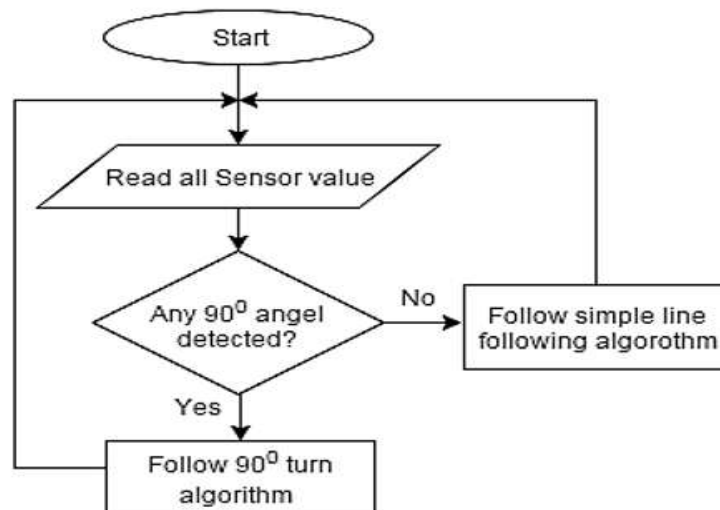 Start
Read all Sensor value
Any 90⁰ angel
detected?
No
Follow simple line
following algorothm
Yes
Follow 90⁰ turn
algorithm